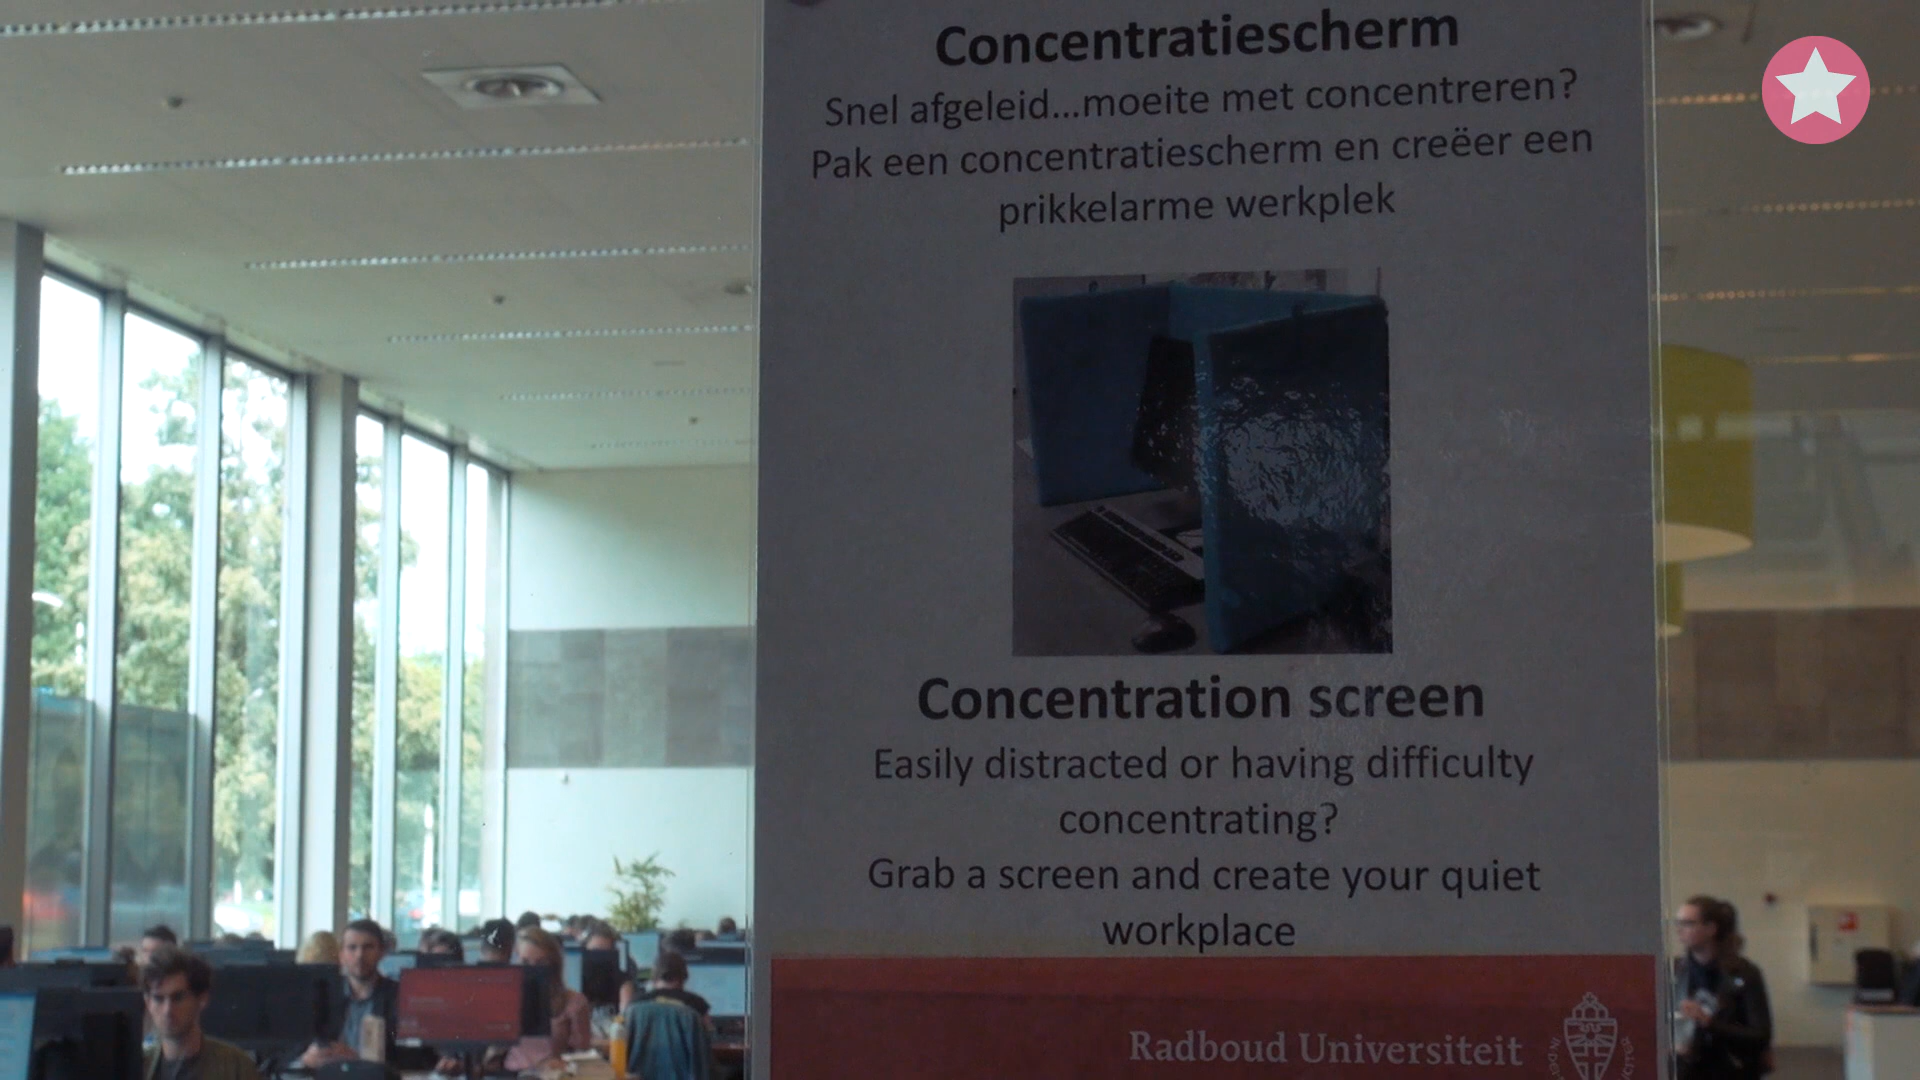 Concentratiescherm
Snel afgeleid...moeite met concentreren?
Pak een concentratiescherm en creëer een
prikkelarme werkplek
Concentration screen
Easily distracted or having difficulty
concentrating?
Grab a screen and create your quiet
workplace
Radboud Universiteit